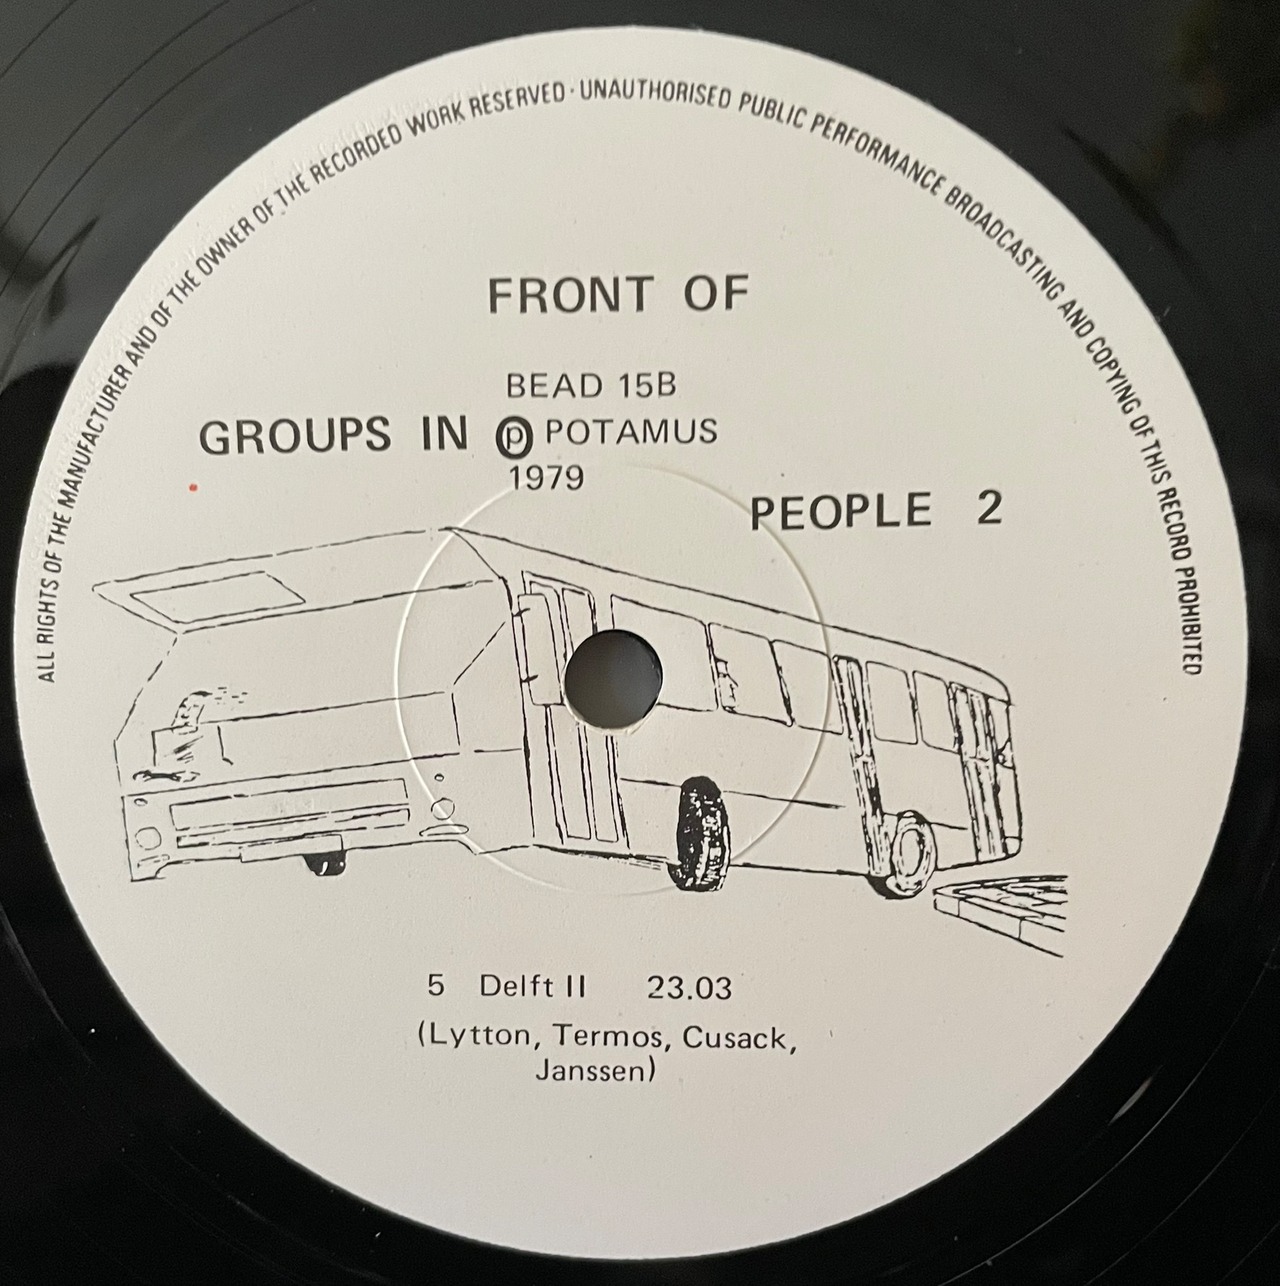 ALL RIGHTS OF THE MANUFACTURER AND OF THE OWNER OF THE RECORDED WORK RESERVED · UNAUTHORISED PUBLIC PERFORMANCE BROADCASTING AND COPYING OF THIS RECORD PROHIBITED
FRONT OF
BEAD 15B
GROUPS IN ℗ POTAMUS
1979
PEOPLE 2
5 Delft II 23.03
(Lytton, Termos, Cusack,
Janssen)